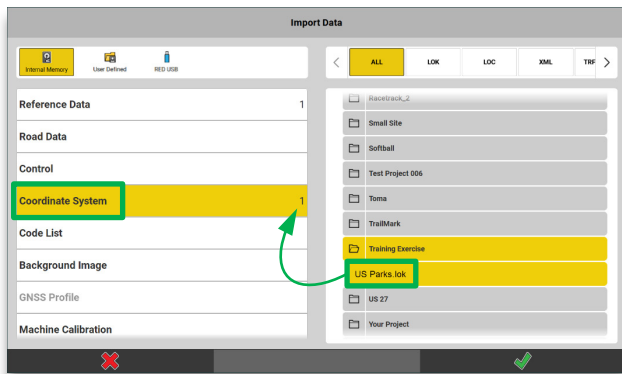 Import Data
Internal Memory
User Defined
RED USB
ALL
LOK
LOC
XML
TRF
Reference Data 1
Road Data
Control
Coordinate System 1
Code List
Background Image
GNSS Profile
Machine Calibration
Racetrack_2
Small Site
Softball
Test Project 006
Toma
TrailMark
Training Exercise
US Parks.lok
US 27
Your Project